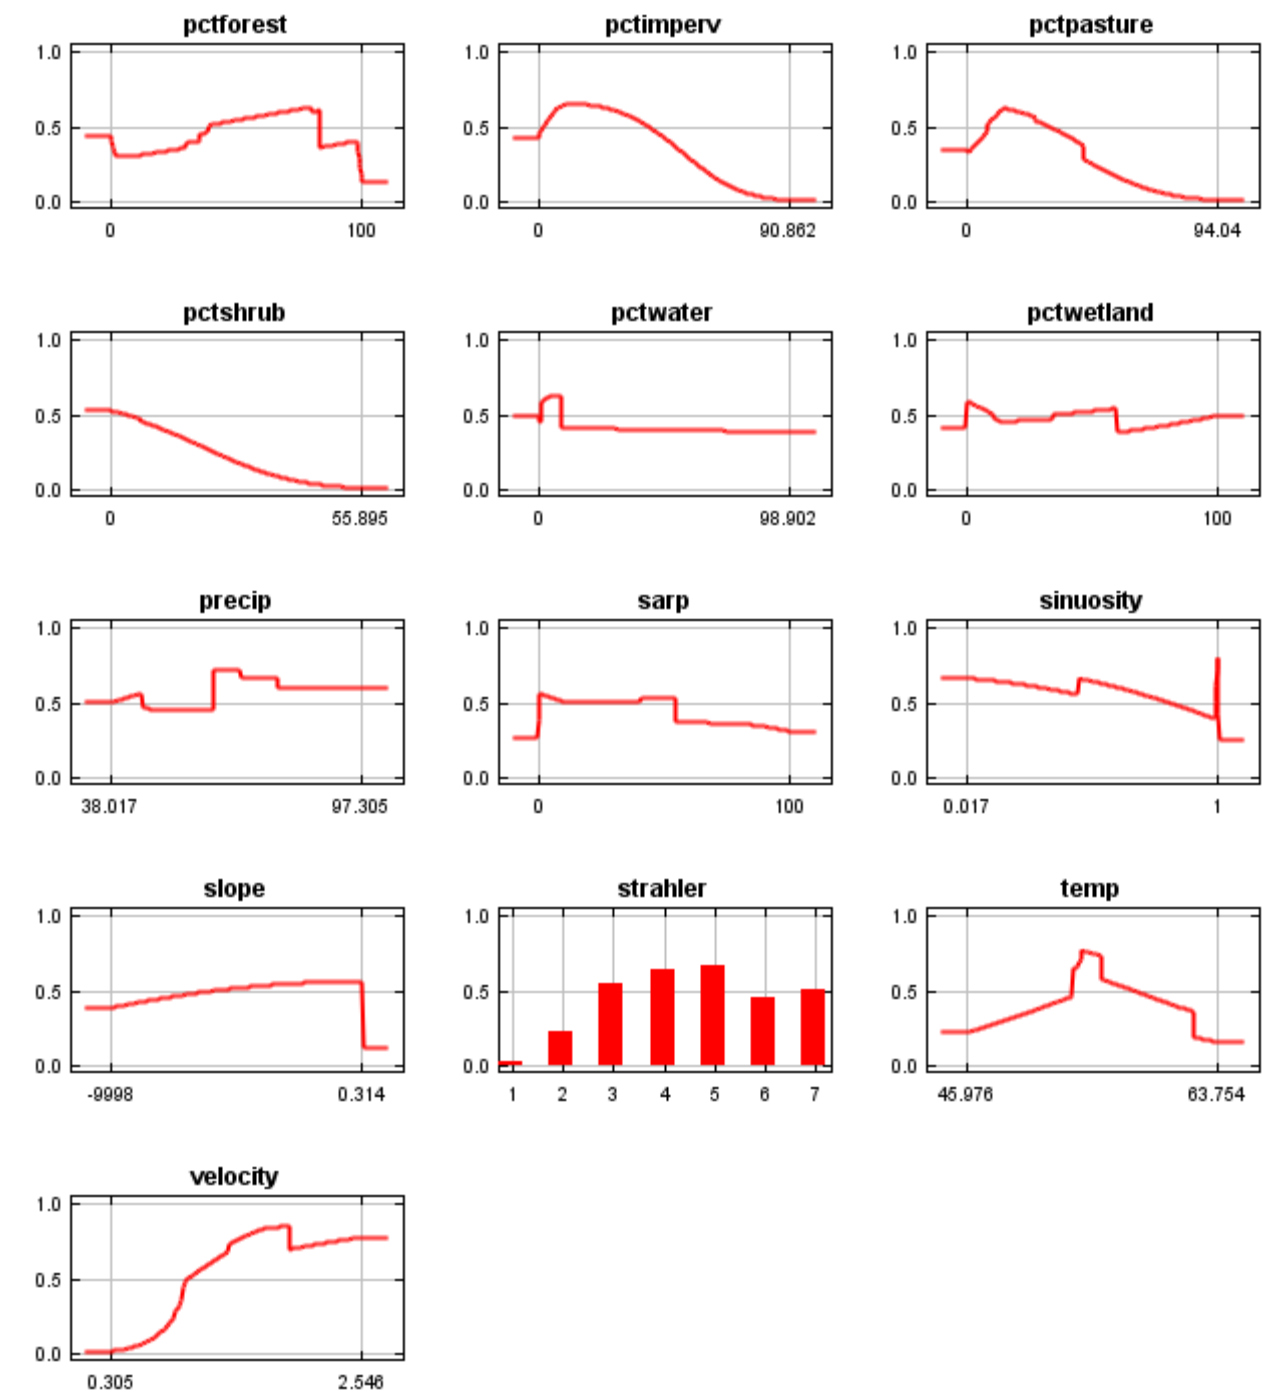 pctforest pctimperv pctpasture
1.0 1.0 1.0
0.5 0.5 0.5
0.0 0.0 0.0
0 100 0 90.862 0 94.04
pctshrub pctwater pctwetland
1.0 1.0 1.0
0.5 0.5 0.5
0.0 0.0 0.0
0 55.895 0 98.902 0 100
precip sarp sinuosity
1.0 1.0 1.0
0.5 0.5 0.5
0.0 0.0 0.0
38.017 97.305 0 100 0.017 1
slope strahler temp
1.0 1.0 1.0
0.5 0.5 0.5
0.0 0.0 0.0
-9998 0.314 1 2 3 4 5 6 7 45.976 63.754
velocity
1.0
0.5
0.0
0.305 2.546